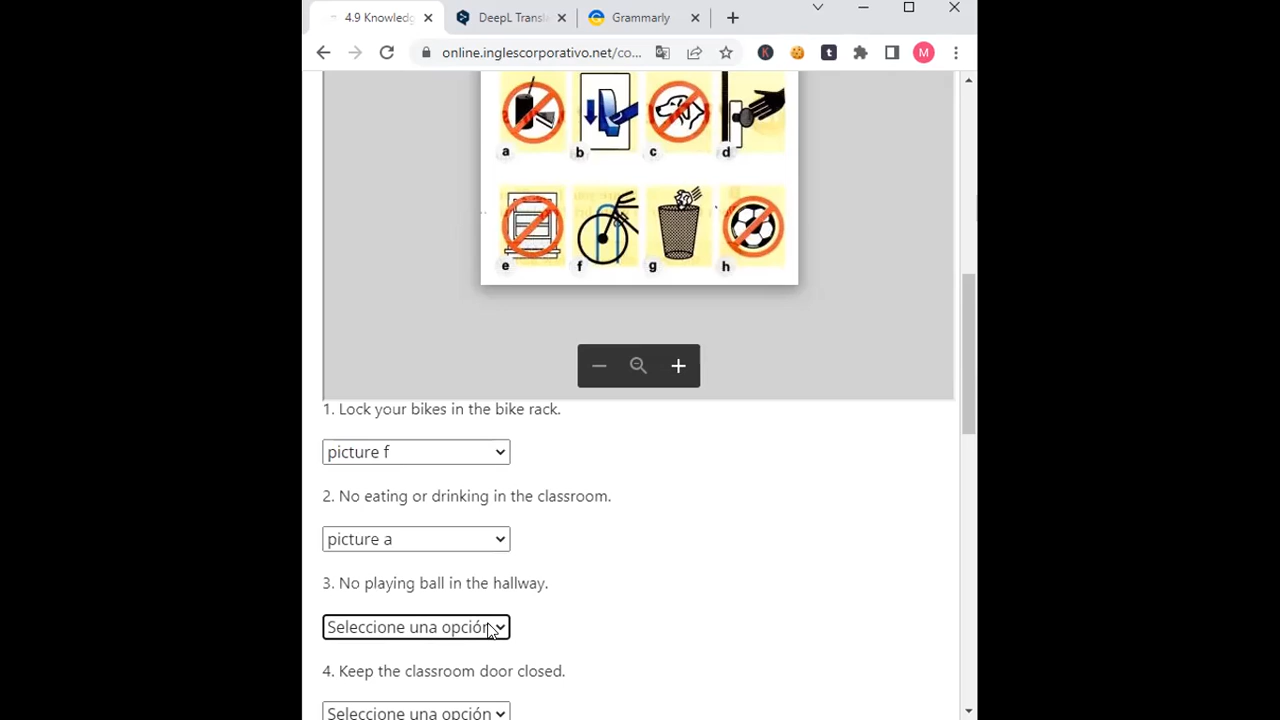 4.9 Knowledg
DeepL Transl
Grammarly
online.inglescorporativo.net/co...
K
t
M
a b c d
e f g h
1. Lock your bikes in the bike rack.
picture f
2. No eating or drinking in the classroom.
picture a
3. No playing ball in the hallway.
Seleccione una opción
4. Keep the classroom door closed.
Seleccione una opción